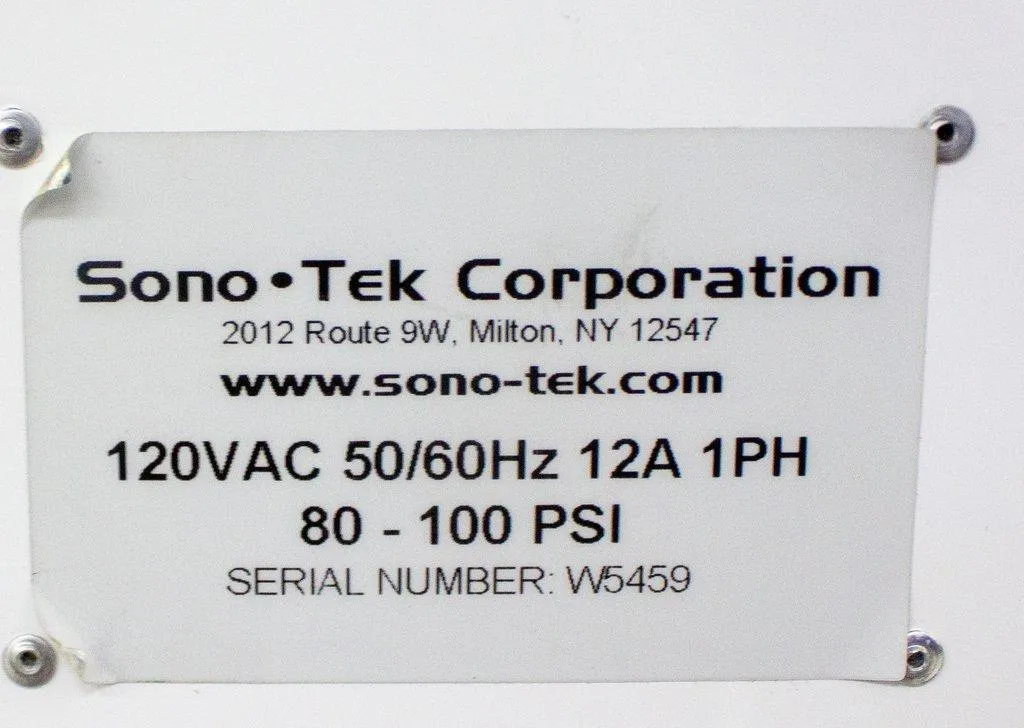 Sono•Tek Corporation
2012 Route 9W, Milton, NY 12547
www.sono-tek.com
120VAC 50/60Hz 12A 1PH
80 - 100 PSI
SERIAL NUMBER: W5459